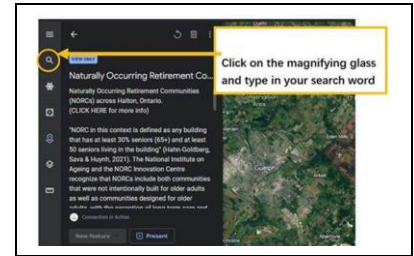 VIEW ONLY
Naturally Occurring Retirement Co...
Naturally Occurring Retirement Communities
(NORCs) across Halton, Ontario.
(CLICK HERE for more info)
"NORC in this context is defined as any building
that has at least 30% seniors (65+) and at least
50 seniors living in the building" (Hahn-Goldberg,
Sava & Huynh, 2021). The National Institute on
Ageing and the NORC Innovation Centre
recognize that NORCs include both communities
that were not intentionally built for older adults
as well as communities designed for older
Connection in Action
New feature
Present
Click on the magnifying glass
and type in your search word
Guelph